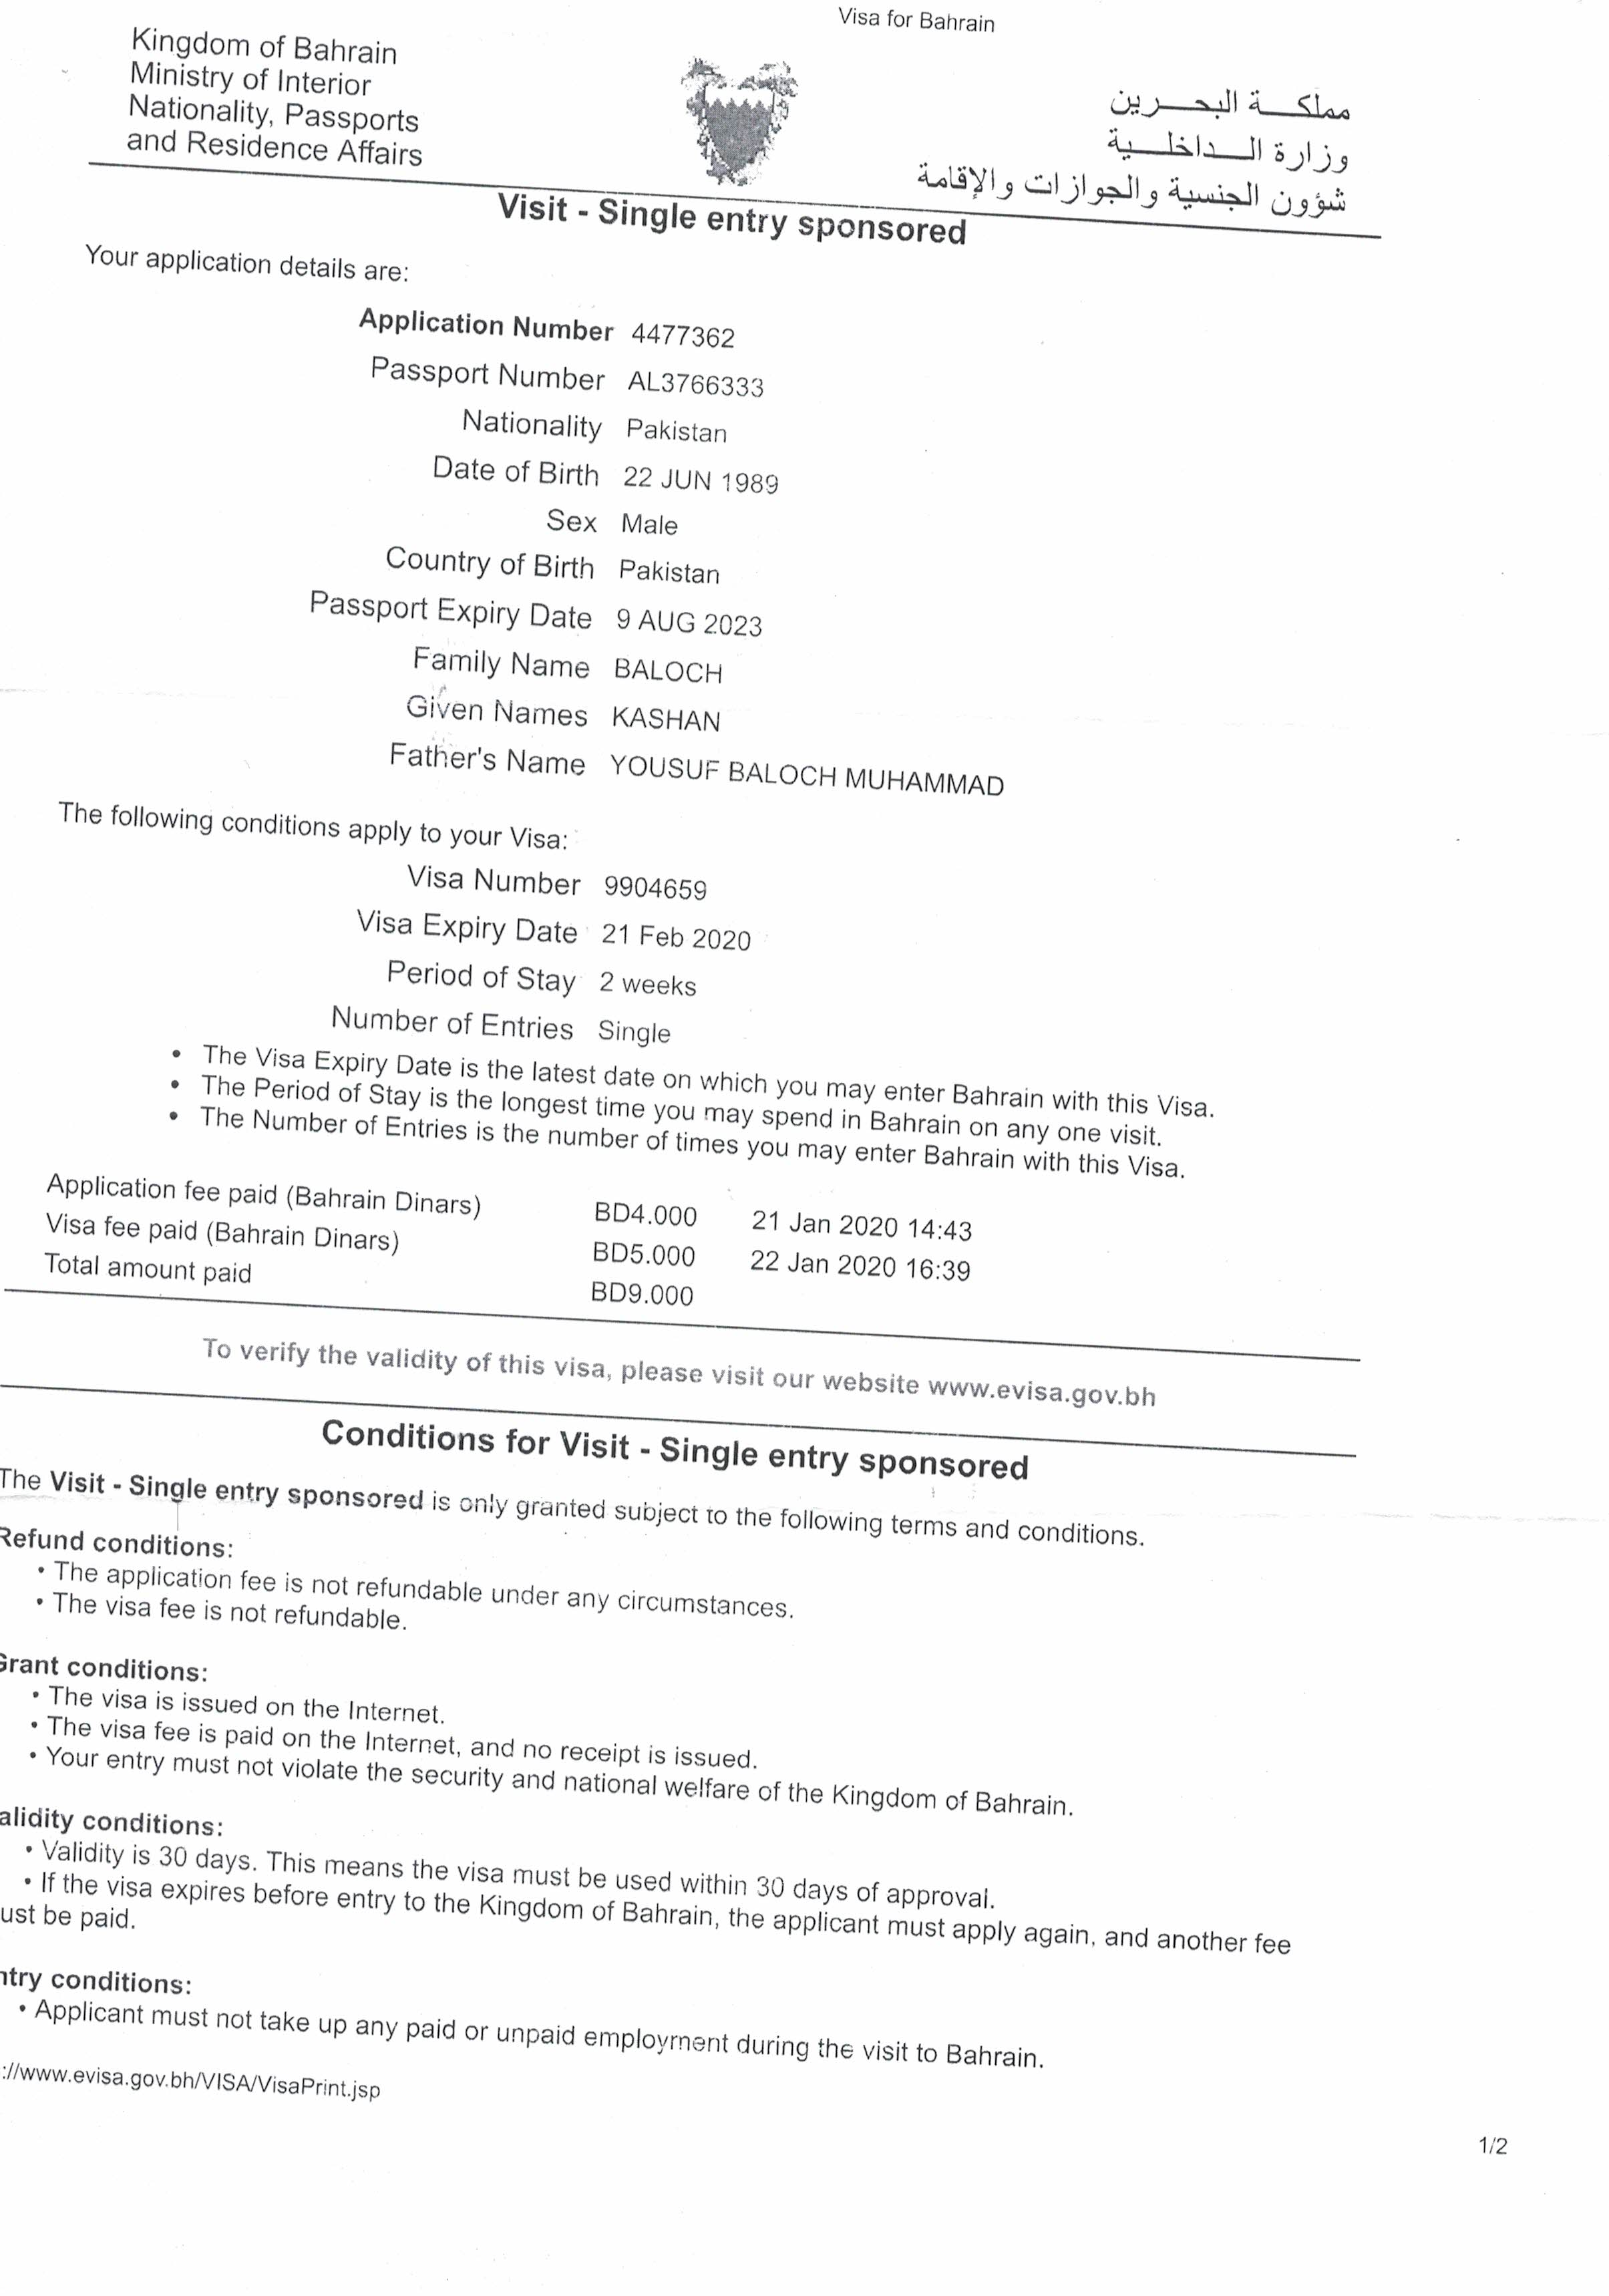 Visa for Bahrain
Kingdom of Bahrain
Ministry of Interior
Nationality, Passports
and Residence Affairs
مملكة البحرين
وزارة الداخلية
شؤون الجنسية والجوازات والإقامة
Visit - Single entry sponsored
Your application details are:
Application Number 4477362
Passport Number AL3766333
Nationality Pakistan
Date of Birth 22 JUN 1989
Sex Male
Country of Birth Pakistan
Passport Expiry Date 9 AUG 2023
Family Name BALOCH
Given Names KASHAN
Father's Name YOUSUF BALOCH MUHAMMAD
The following conditions apply to your Visa:
Visa Number 9904659
Visa Expiry Date 21 Feb 2020
Period of Stay 2 weeks
Number of Entries Single
• The Visa Expiry Date is the latest date on which you may enter Bahrain with this Visa.
• The Period of Stay is the longest time you may spend in Bahrain on any one visit.
• The Number of Entries is the number of times you may enter Bahrain with this Visa.
Application fee paid (Bahrain Dinars) BD4.000 21 Jan 2020 14:43
Visa fee paid (Bahrain Dinars) BD5.000 22 Jan 2020 16:39
Total amount paid BD9.000
To verify the validity of this visa, please visit our website www.evisa.gov.bh
Conditions for Visit - Single entry sponsored
The Visit - Single entry sponsored is only granted subject to the following terms and conditions.
Refund conditions:
• The application fee is not refundable under any circumstances.
• The visa fee is not refundable.
Grant conditions:
• The visa is issued on the Internet.
• The visa fee is paid on the Internet, and no receipt is issued.
• Your entry must not violate the security and national welfare of the Kingdom of Bahrain.
alidity conditions:
• Validity is 30 days. This means the visa must be used within 30 days of approval.
• If the visa expires before entry to the Kingdom of Bahrain, the applicant must apply again, and another fee
ust be paid.
ntry conditions:
• Applicant must not take up any paid or unpaid employment during the visit to Bahrain.
://www.evisa.gov.bh/VISA/VisaPrint.jsp
1/2